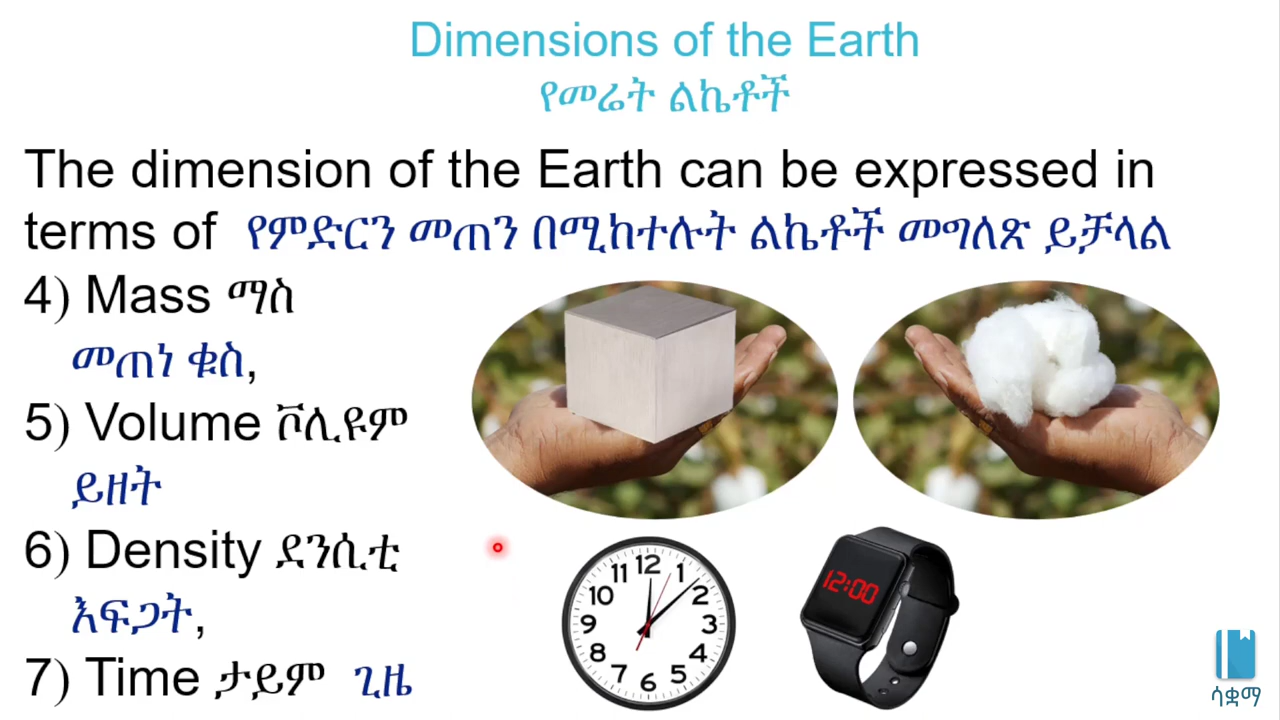 Dimensions of the Earth
የመሬት ልኬቶች
The dimension of the Earth can be expressed in
terms of የምድርን መጠን በሚከተሉት ልኬቶች መግለጽ ይቻላል
4) Mass ማስ
መጠነ ቁስ,
5) Volume ቮሊዩም
ይዘት
6) Density ደንሲቲ
እፍጋት,
7) Time ታይም ጊዜ
12
11
1
10
2
9
3
8
4
7
5
6
12:00
ሳቋማ